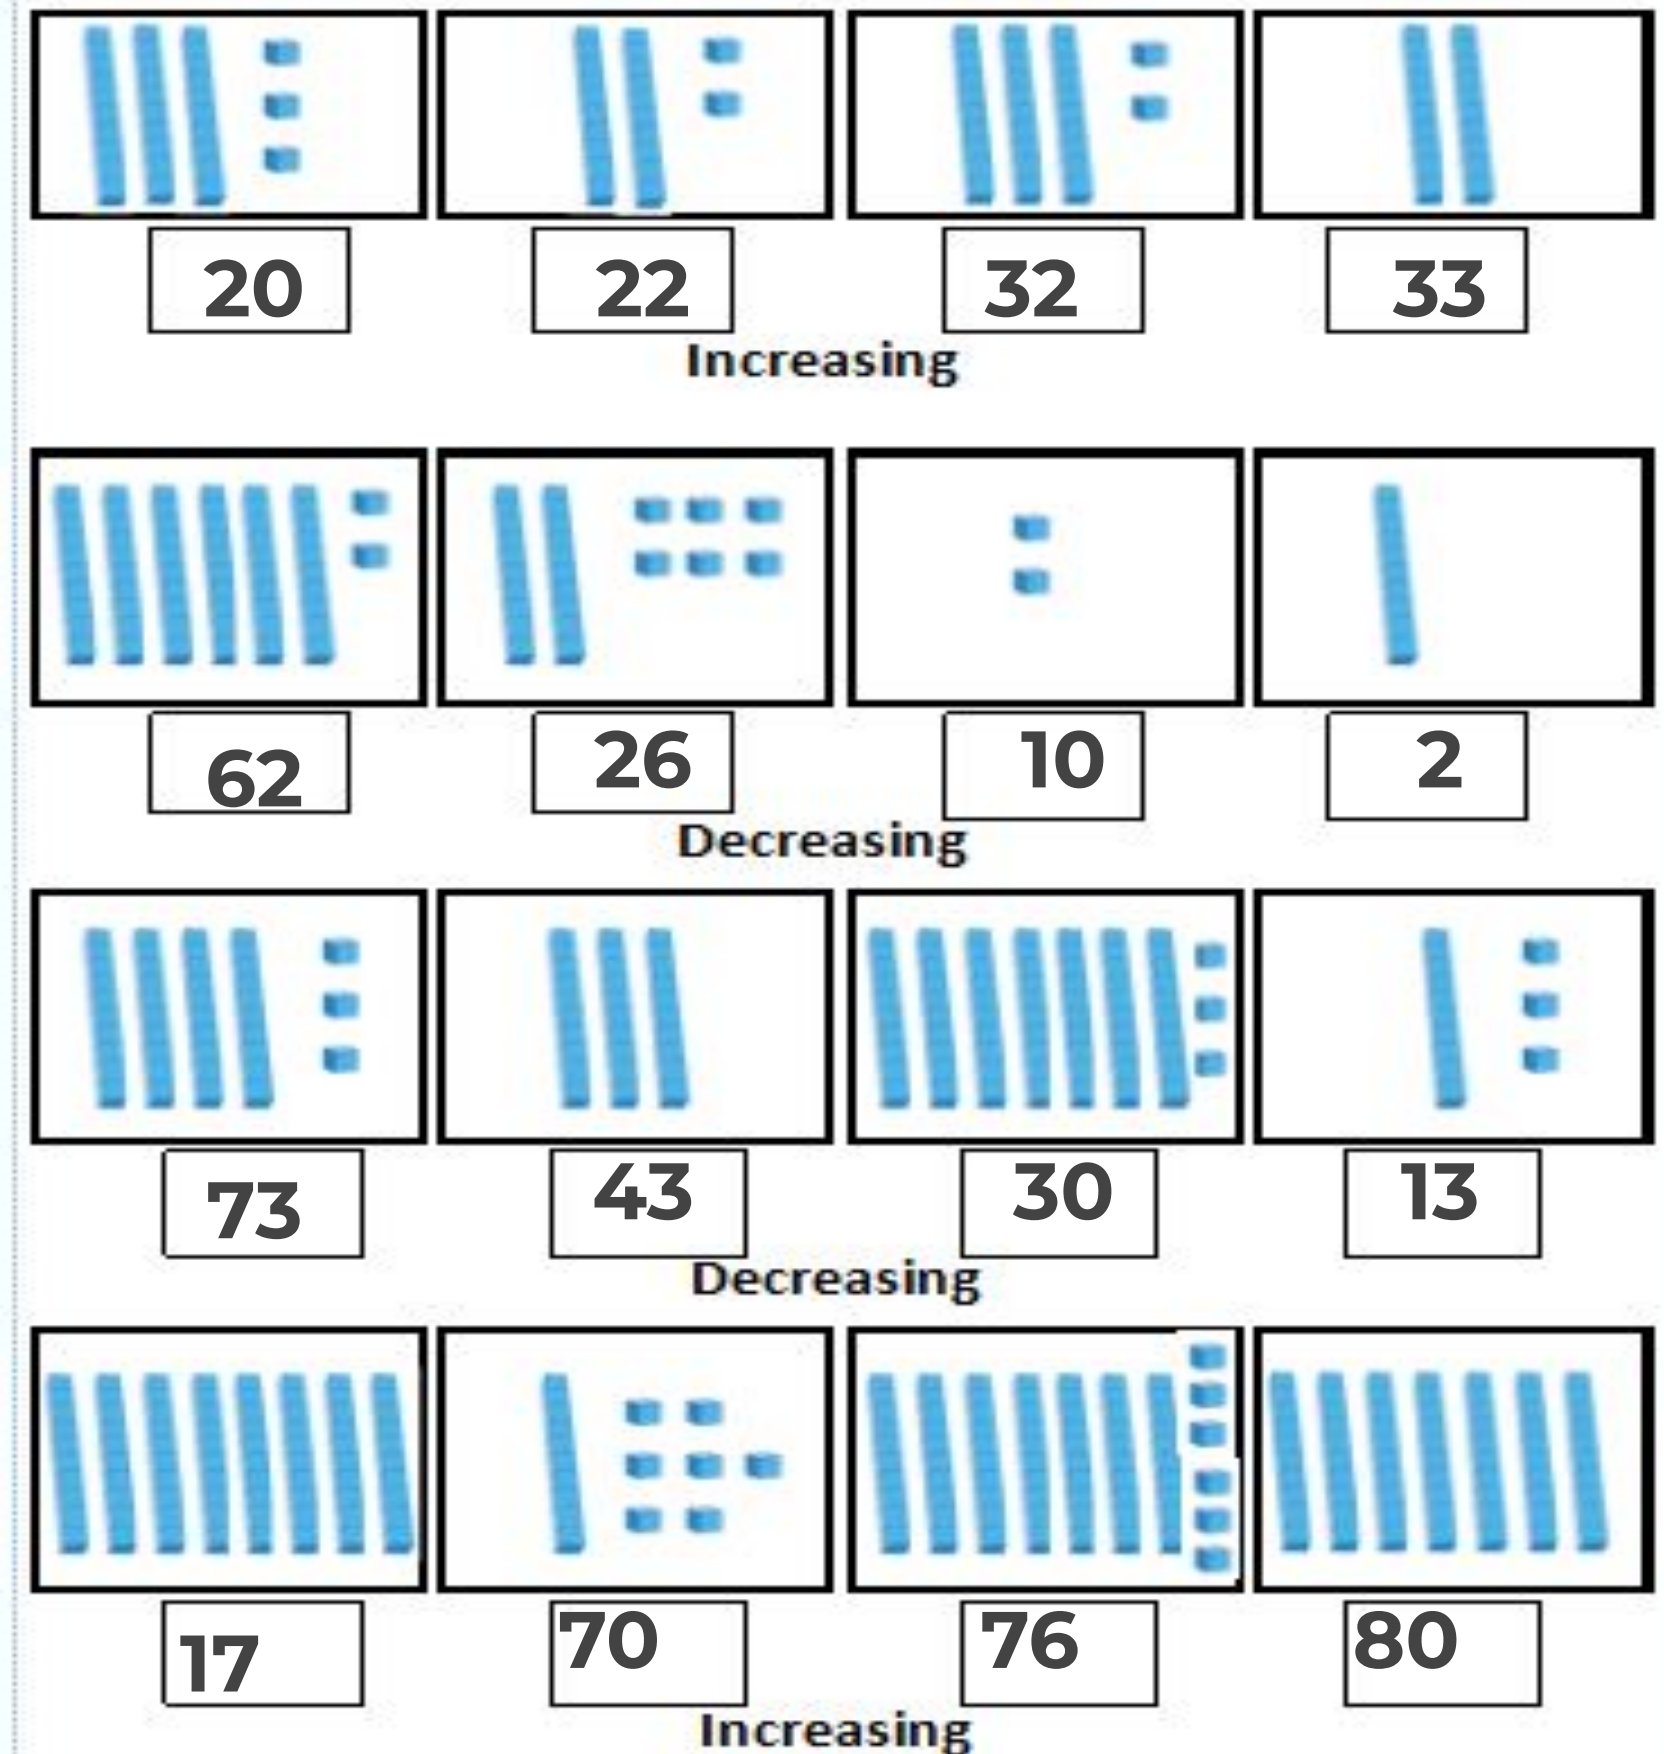 20 22 32 33
Increasing
62 26 10 2
Decreasing
73 43 30 13
Decreasing
17 70 76 80
Increasing